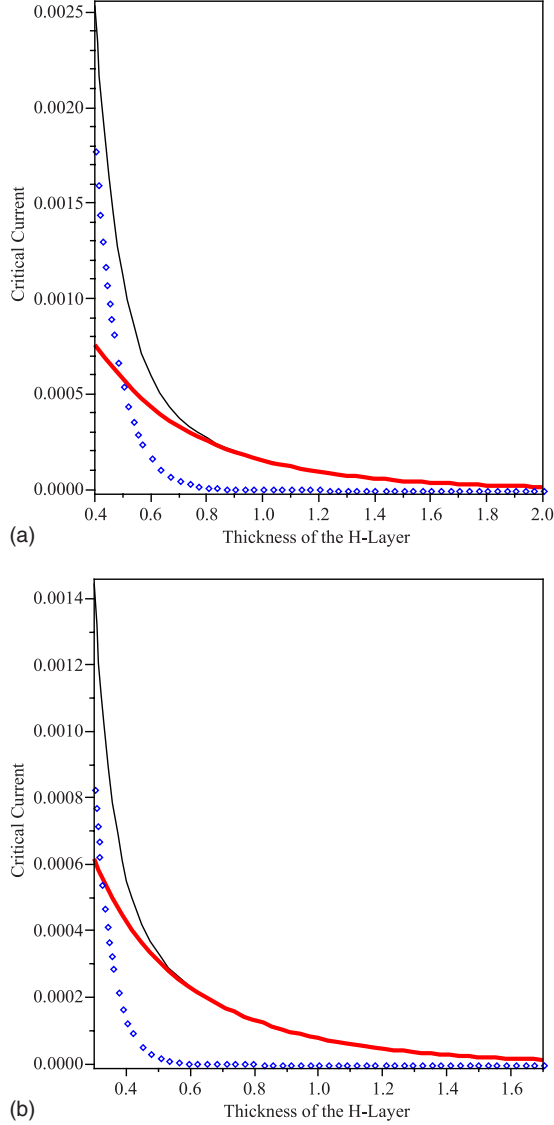 0.0025
0.0020
0.0015
0.0010
0.0005
0.0000
Critical Current
0.4 0.6 0.8 1.0 1.2 1.4 1.6 1.8 2.0
(a) Thickness of the H-Layer
0.0014
0.0012
0.0010
0.0008
0.0006
0.0004
0.0002
0.0000
Critical Current
0.4 0.6 0.8 1.0 1.2 1.4 1.6
(b) Thickness of the H-Layer